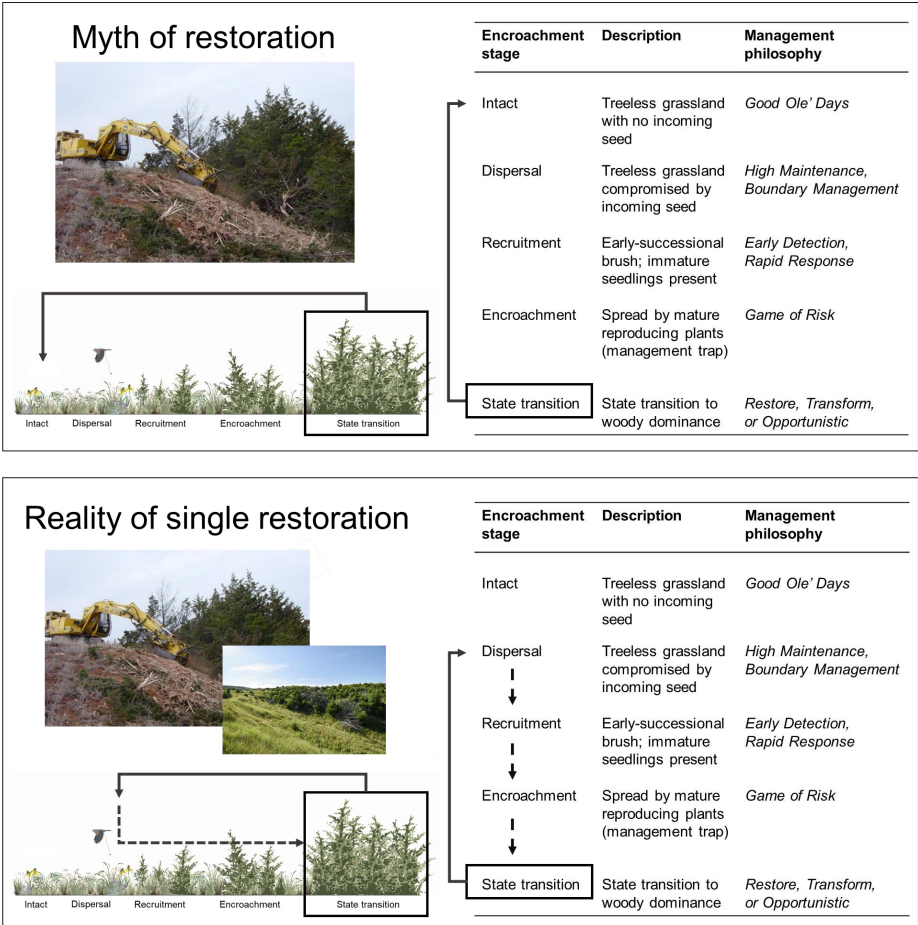 Myth of restoration
Encroachment stage Description Management philosophy
Intact Treeless grassland with no incoming seed Good Ole' Days
Dispersal Treeless grassland compromised by incoming seed High Maintenance, Boundary Management
Recruitment Early-successional brush; immature seedlings present Early Detection, Rapid Response
Encroachment Spread by mature reproducing plants (management trap) Game of Risk
State transition State transition to woody dominance Restore, Transform, or Opportunistic
Intact Dispersal Recruitment Encroachment State transition
Reality of single restoration
Encroachment stage Description Management philosophy
Intact Treeless grassland with no incoming seed Good Ole' Days
Dispersal Treeless grassland compromised by incoming seed High Maintenance, Boundary Management
Recruitment Early-successional brush; immature seedlings present Early Detection, Rapid Response
Encroachment Spread by mature reproducing plants (management trap) Game of Risk
State transition State transition to woody dominance Restore, Transform, or Opportunistic
Intact Dispersal Recruitment Encroachment State transition